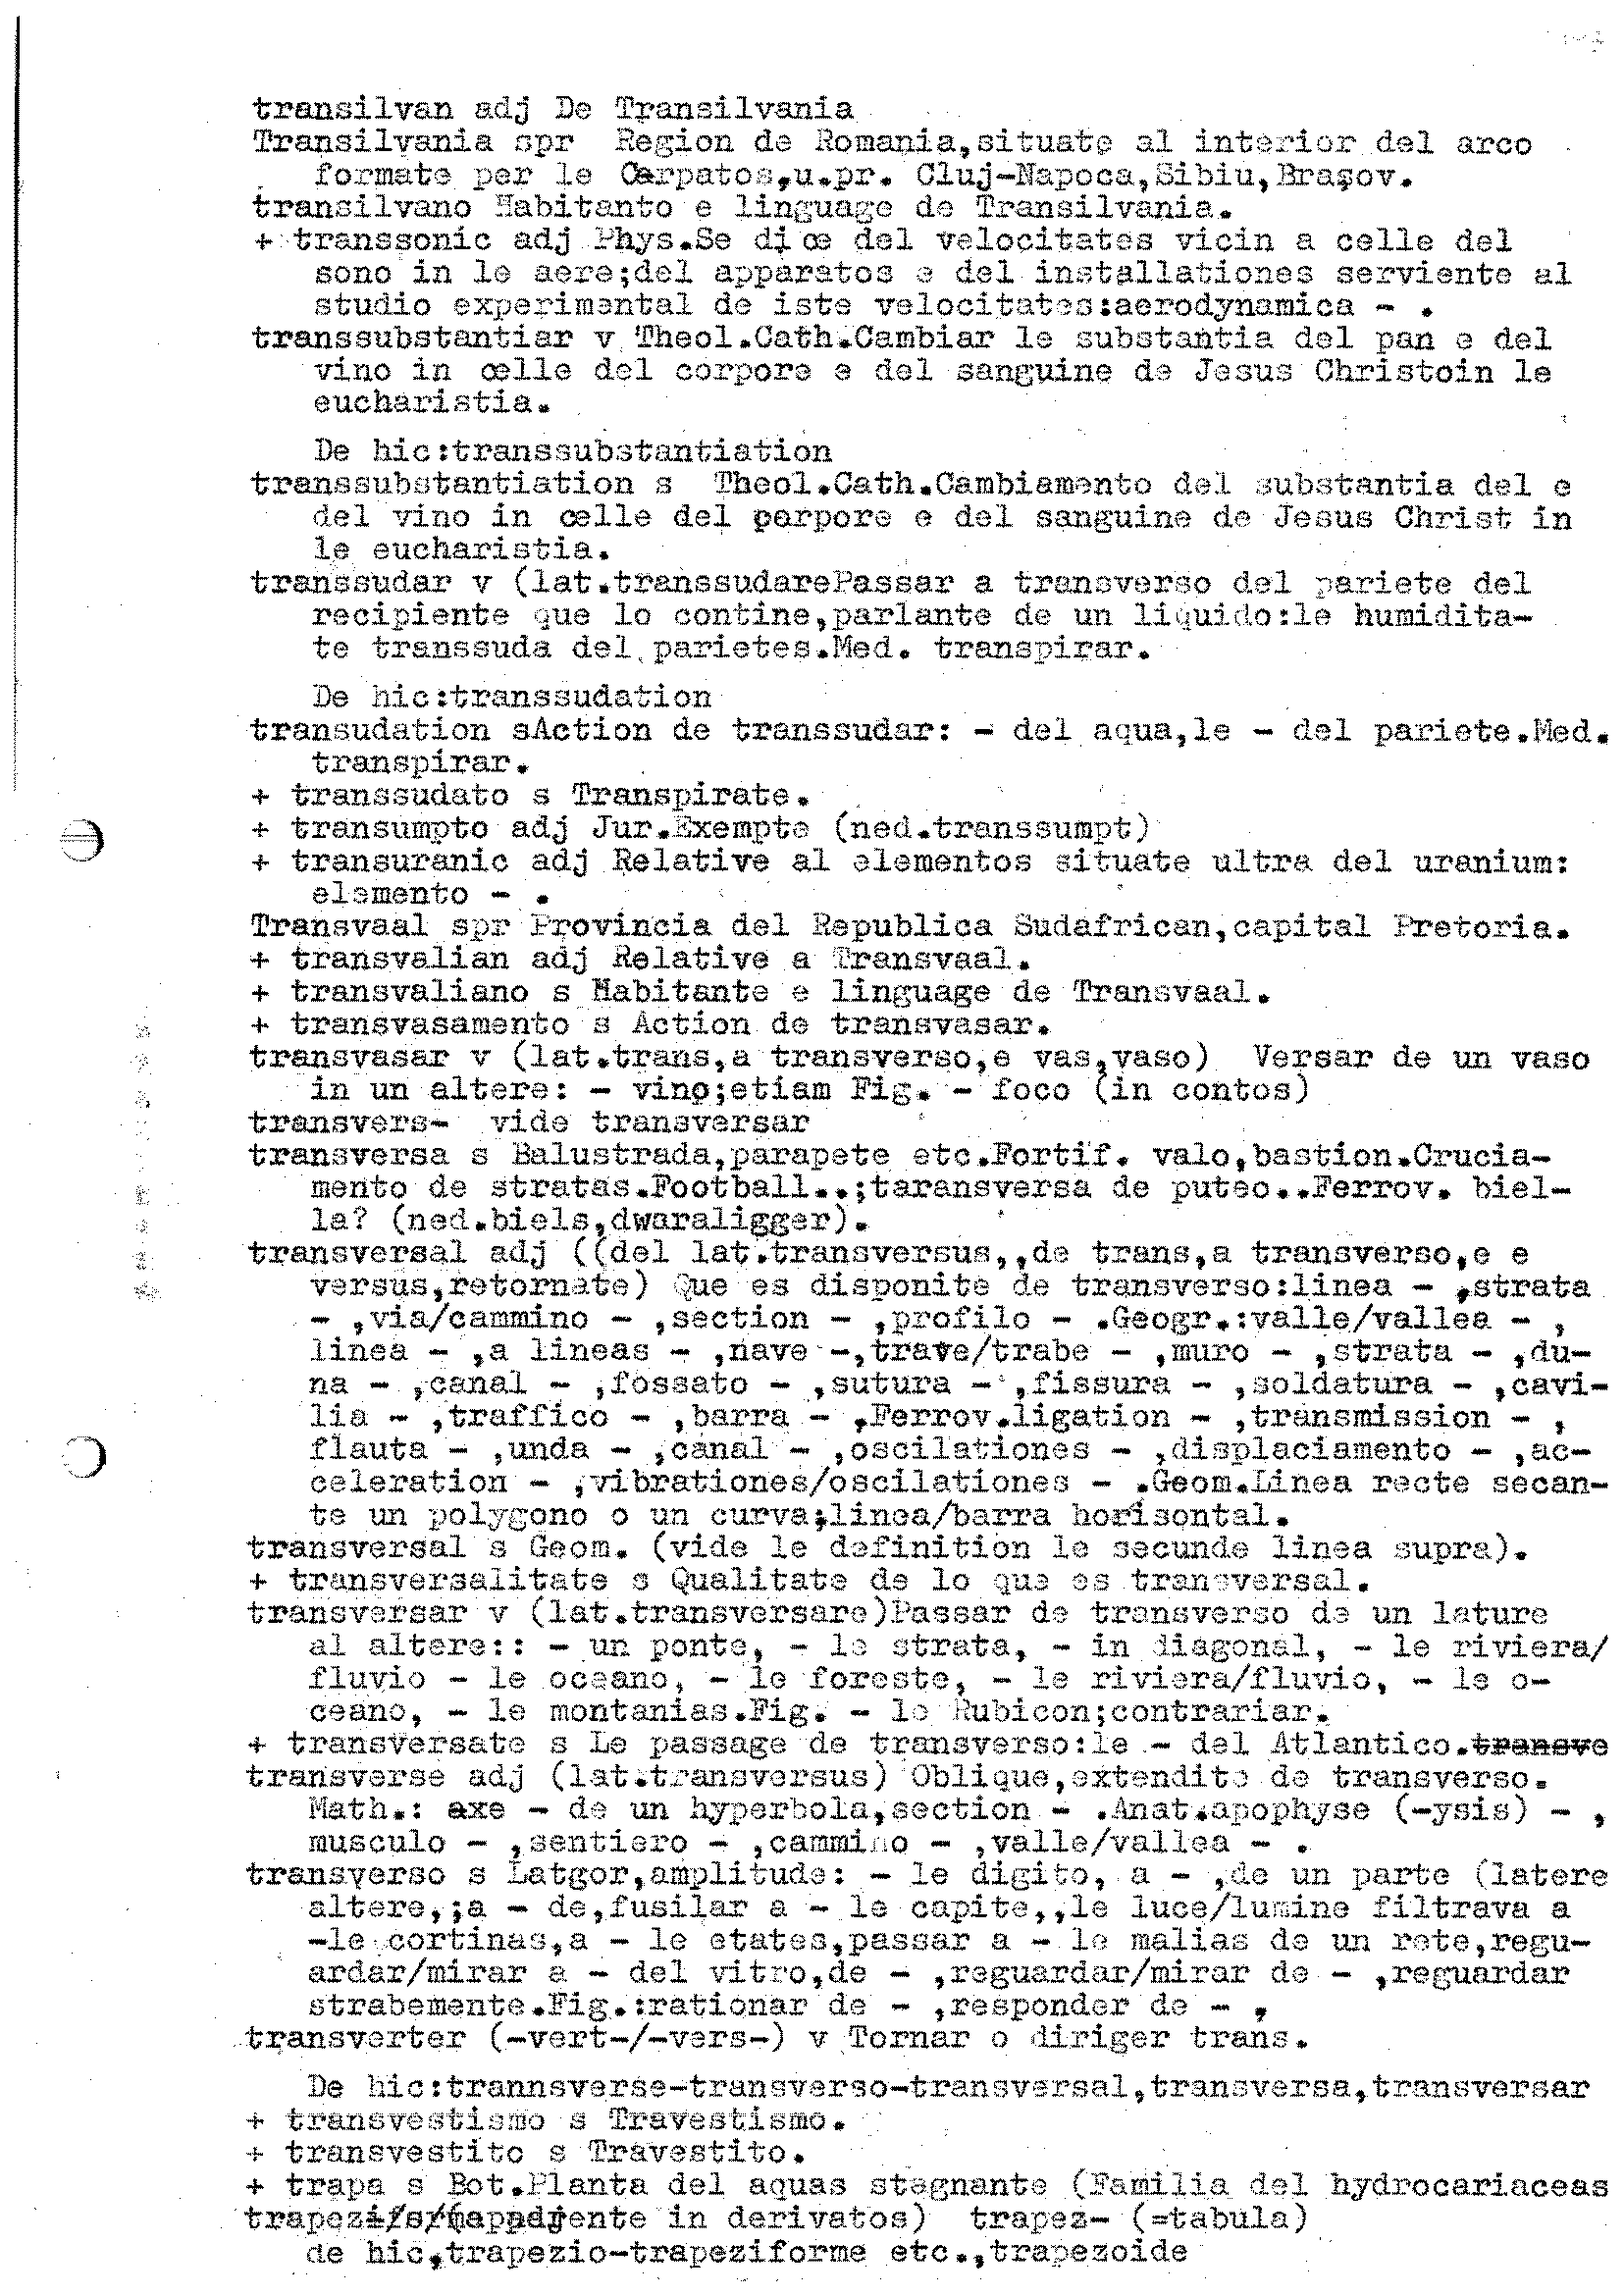 transilvan adj De Transilvania
Transilvania spr Region de Romania,situate al interior del arco
formate per le Carpatos,u.pr. Cluj-Napoca,Sibiu,Braşov.
transilvano Habitanto e linguage de Transilvania.
+ transsonic adj Phys.Se dice del velocitates vicin a celle del
sono in le aere;del apparatos e del installationes serviente al
studio experimental de iste velocitates:aerodynamica - .
transsubstantiar v Theol.Cath.Cambiar le substantia del pan e del
vino in celle del corpore e del sanguine de Jesus Christoin le
eucharistia.
De hic:transsubstantiation
transsubstantiation s Theol.Cath.Cambiamento del substantia del e
del vino in celle del porpore e del sanguine de Jesus Christ in
le eucharistia.
transsudar v (lat.transsudarePassar a transverso del pariete del
recipiente que lo contine,parlante de un liquido:le humidita-
te transsuda del parietes.Med. transpirar.
De hic:transsudation
transudation sAction de transsudar: - del aqua,le - del pariete.Med.
transpirar.
+ transsudato s Transpirate.
+ transumpto adj Jur.Exempte (ned.transsumpt)
+ transuranic adj Relative al elementos situate ultra del uranium:
elemento - .
Transvaal spr Provincia del Republica Sudafrican,capital Pretoria.
+ transvalian adj Relative a Transvaal.
+ transvaliano s Habitante e linguage de Transvaal.
+ transvasamento s Action de transvasar.
transvasar v (lat.trans,a transverso,e vas,vaso) Versar de un vaso
in un altere: - vino;etiam Fig. - foco (in contos)
transvers- vide transversar
transversa s Balustrada,parapete etc.Fortif. valo,bastion.Crucia-
mento de stratas.Football..;taransversa de puteo..Ferrov. biel-
la? (ned.biels,dwaraligger).
transversal adj ((del lat.transversus,,de trans,a transverso,e e
versus,retornate) Que es disponite de transverso:linea - ,strata
- ,via/cammino - ,section - ,profilo - .Geogr.:valle/vallea - ,
linea - ,a lineas - ,nave -,trave/trabe - ,muro - ,strata - ,du-
na - ,canal - ,fossato - ,sutura - ,fissura - ,soldatura - ,cavi-
lia - ,traffico - ,barra - ,Ferrov.ligation - ,transmission - ,
flauta - ,unda - ,canal - ,oscilationes - ,displaciamento - ,ac-
celeration - ,vibrationes/oscilationes - .Geom.Linea recte secan-
te un polygono o un curva;linea/barra horisontal.
transversal s Geom. (vide le definition le secunde linea supra).
+ transversalitate s Qualitate de lo que es transversal.
transversar v (lat.transversare)Passar de transverso de un lature
al altere:: - un ponte, - le strata, - in diagonal, - le riviera/
fluvio - le oceano, - le foreste, - le riviera/fluvio, - le o-
ceano, - le montanias.Fig. - le Rubicon;contrariar.
+ transversate s Le passage de transverso:le - del Atlantico.transve
transverse adj (lat.transversus) Oblique,extendite de transverso.
Math.: axe - de un hyperbola,section - .Anat.apophyse (-ysis) - ,
musculo - ,sentiero - ,cammino - ,valle/vallea - .
transverso s Latgor,amplitude: - le digito, a - ,de un parte (latere
altere,;a - de,fusilar a - le capite,,le luce/lumine filtrava a
-le cortinas,a - le etates,passar a - le malias de un rete,regu-
ardar/mirar a - del vitro,de - ,reguardar/mirar de - ,reguardar
strabemente.Fig.:rationar de - ,responder de - ,
transverter (-vert-/-vers-) v Tornar o diriger trans.
De hic:trannsverse-transverso-transversal,transversa,transversar
+ transvestismo s Travestismo.
+ transvestito s Travestito.
+ trapa s Bot.Planta del aquas stagnante (Familia del hydrocariaceas
in derivatos) trapez- (=tabula)
de hic,trapezio-trapeziforme etc.,trapezoide